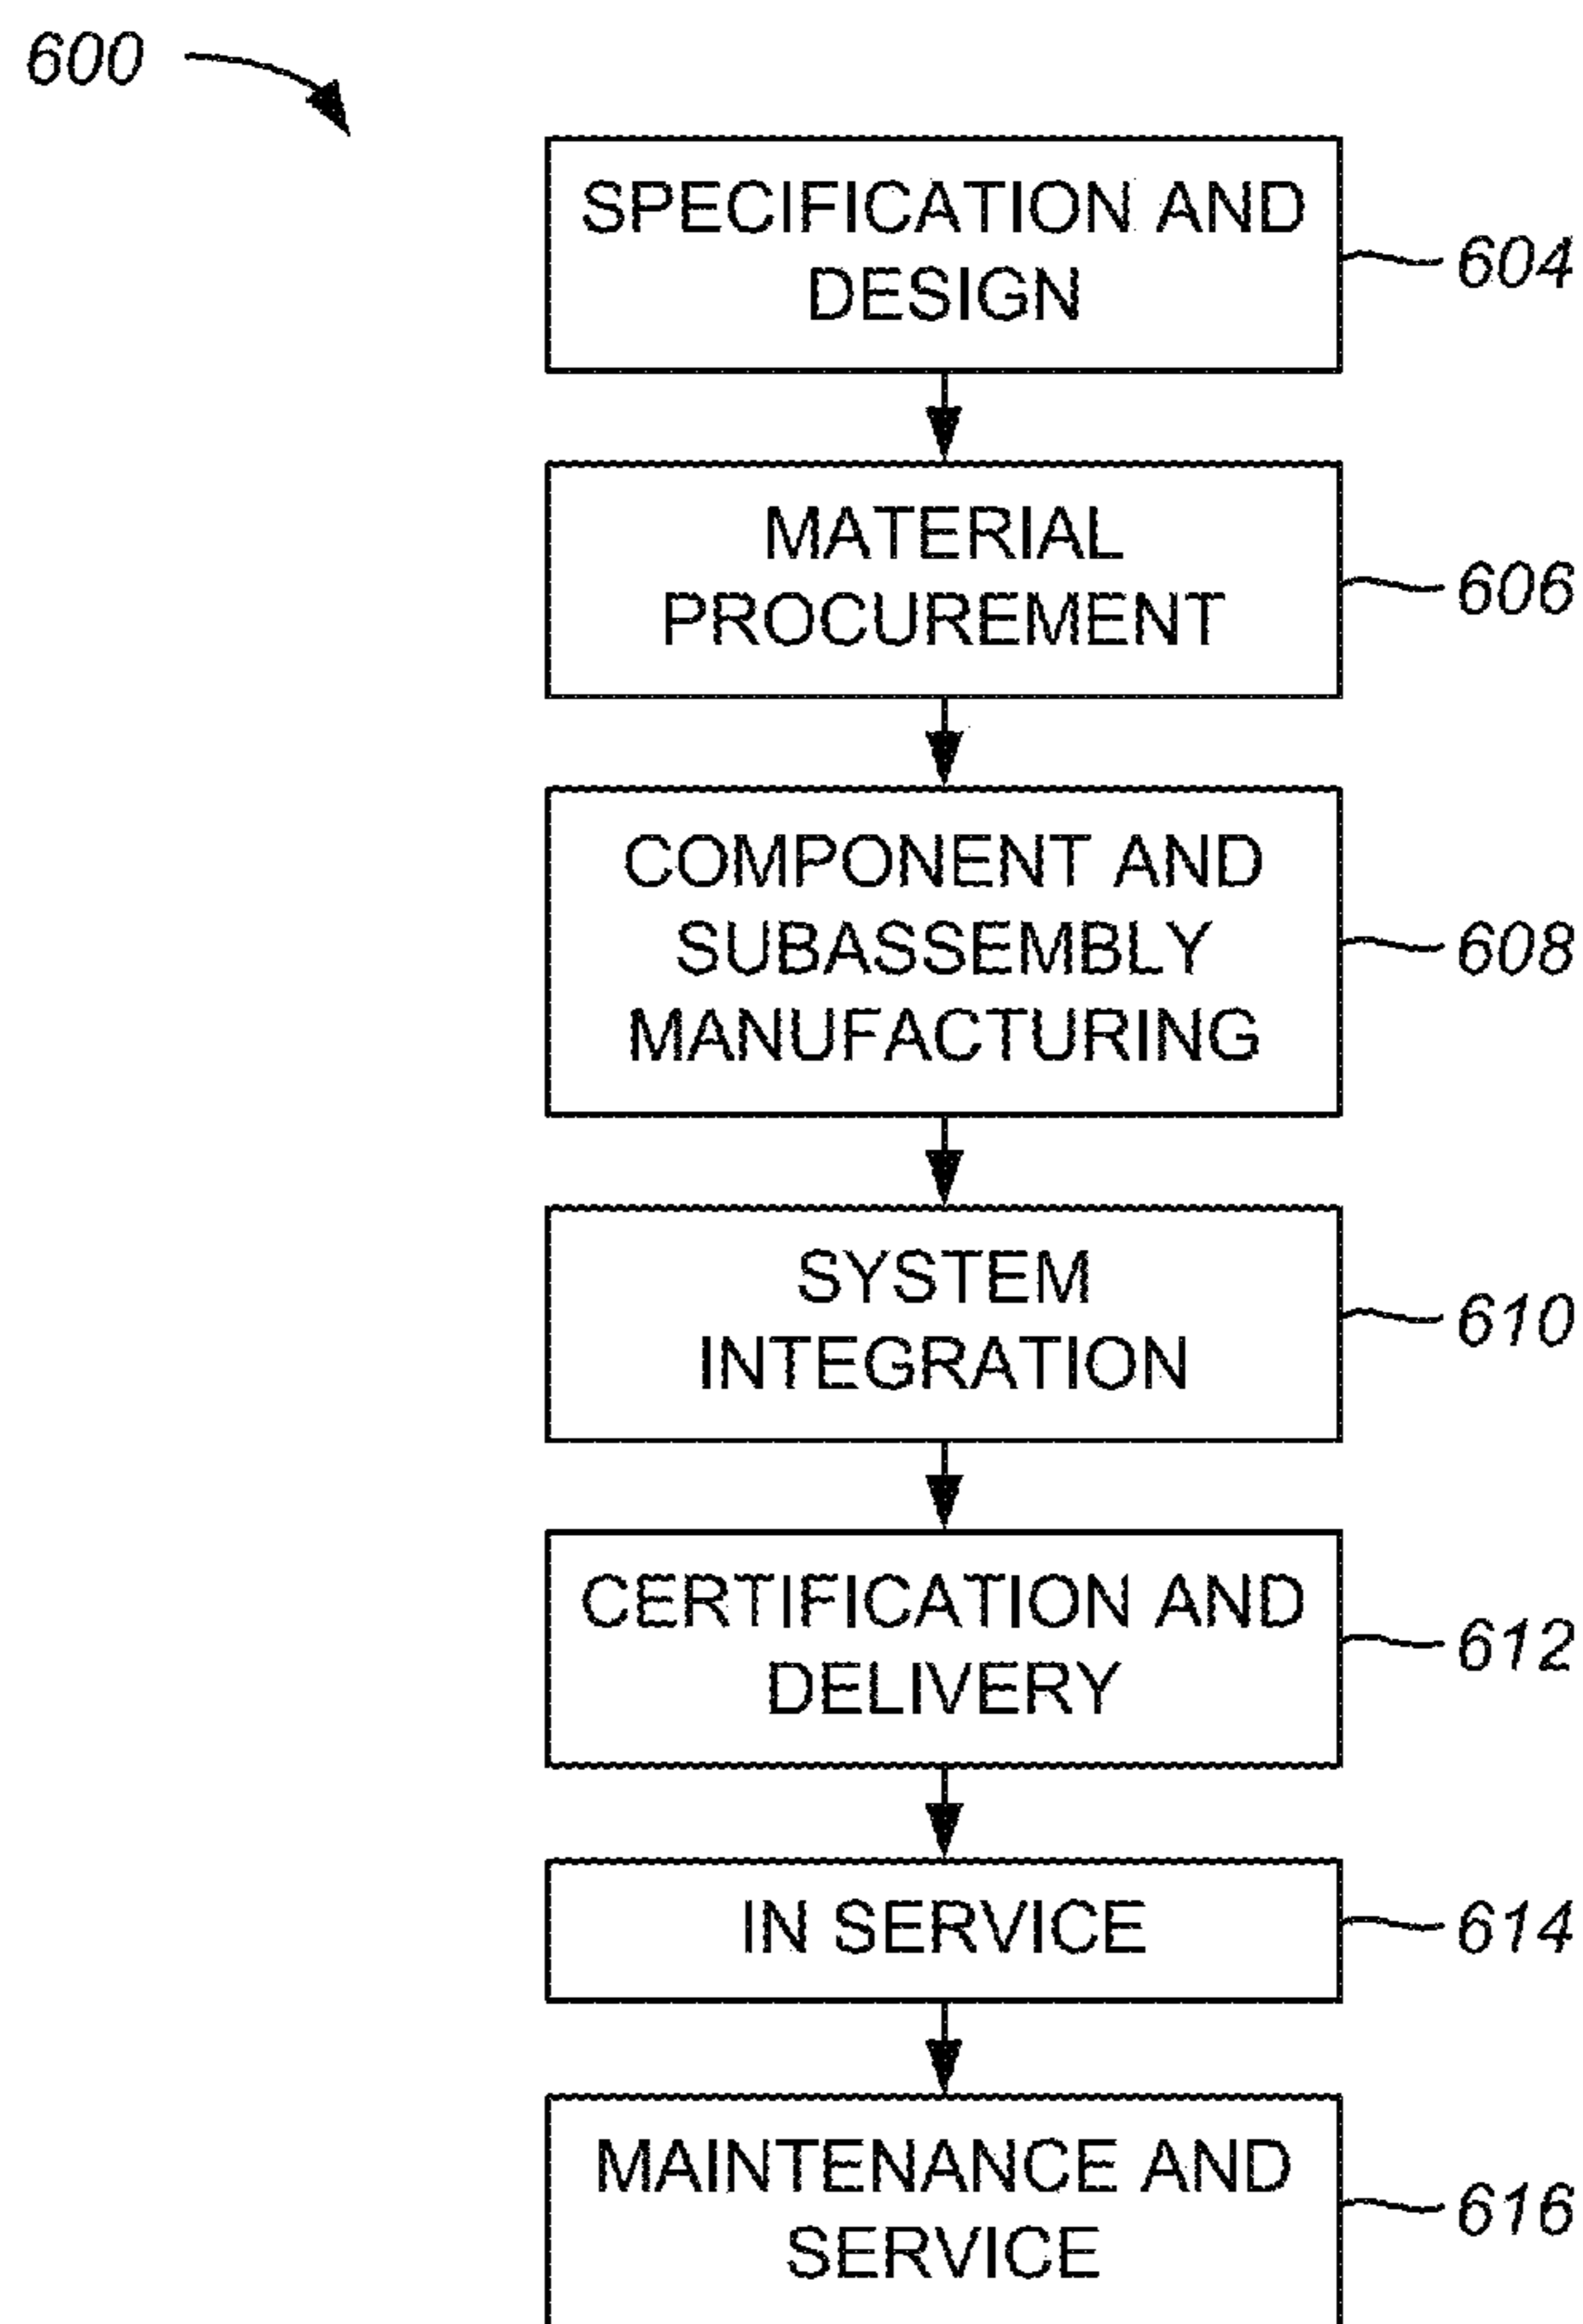 600
SPECIFICATION AND
DESIGN
604
MATERIAL
PROCUREMENT
606
COMPONENT AND
SUBASSEMBLY
MANUFACTURING
608
SYSTEM
INTEGRATION
610
CERTIFICATION AND
DELIVERY
612
IN SERVICE
614
MAINTENANCE AND
SERVICE
616